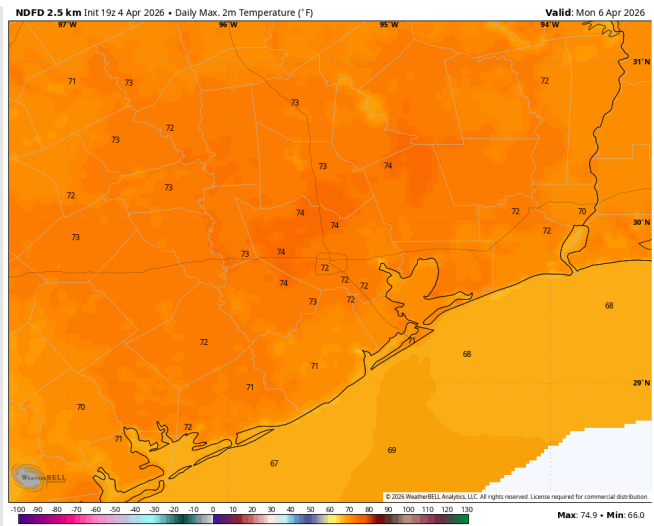 NDFD 2.5 km Init 19z 4 Apr 2026 • Daily Max. 2m Temperature (°F) Valid: Mon 6 Apr 2026
97°W 96°W 95°W 94°W
31°N
71 73 72
73
72
73
73 74
73
72
74 72 70
74 72
73
30°N
73 74
72
74 72 72
73 72
68
72 71
68
71
29°N
71
70
72
71
69
67
WeatherBELL
© 2026 WeatherBELL Analytics, LLC. All rights reserved. License required for commercial distribution.
-100 -90 -80 -70 -60 -50 -40 -30 -20 -10 0 10 20 30 40 50 60 70 80 90 100 110 120 130
Max: 74.9 • Min: 66.0